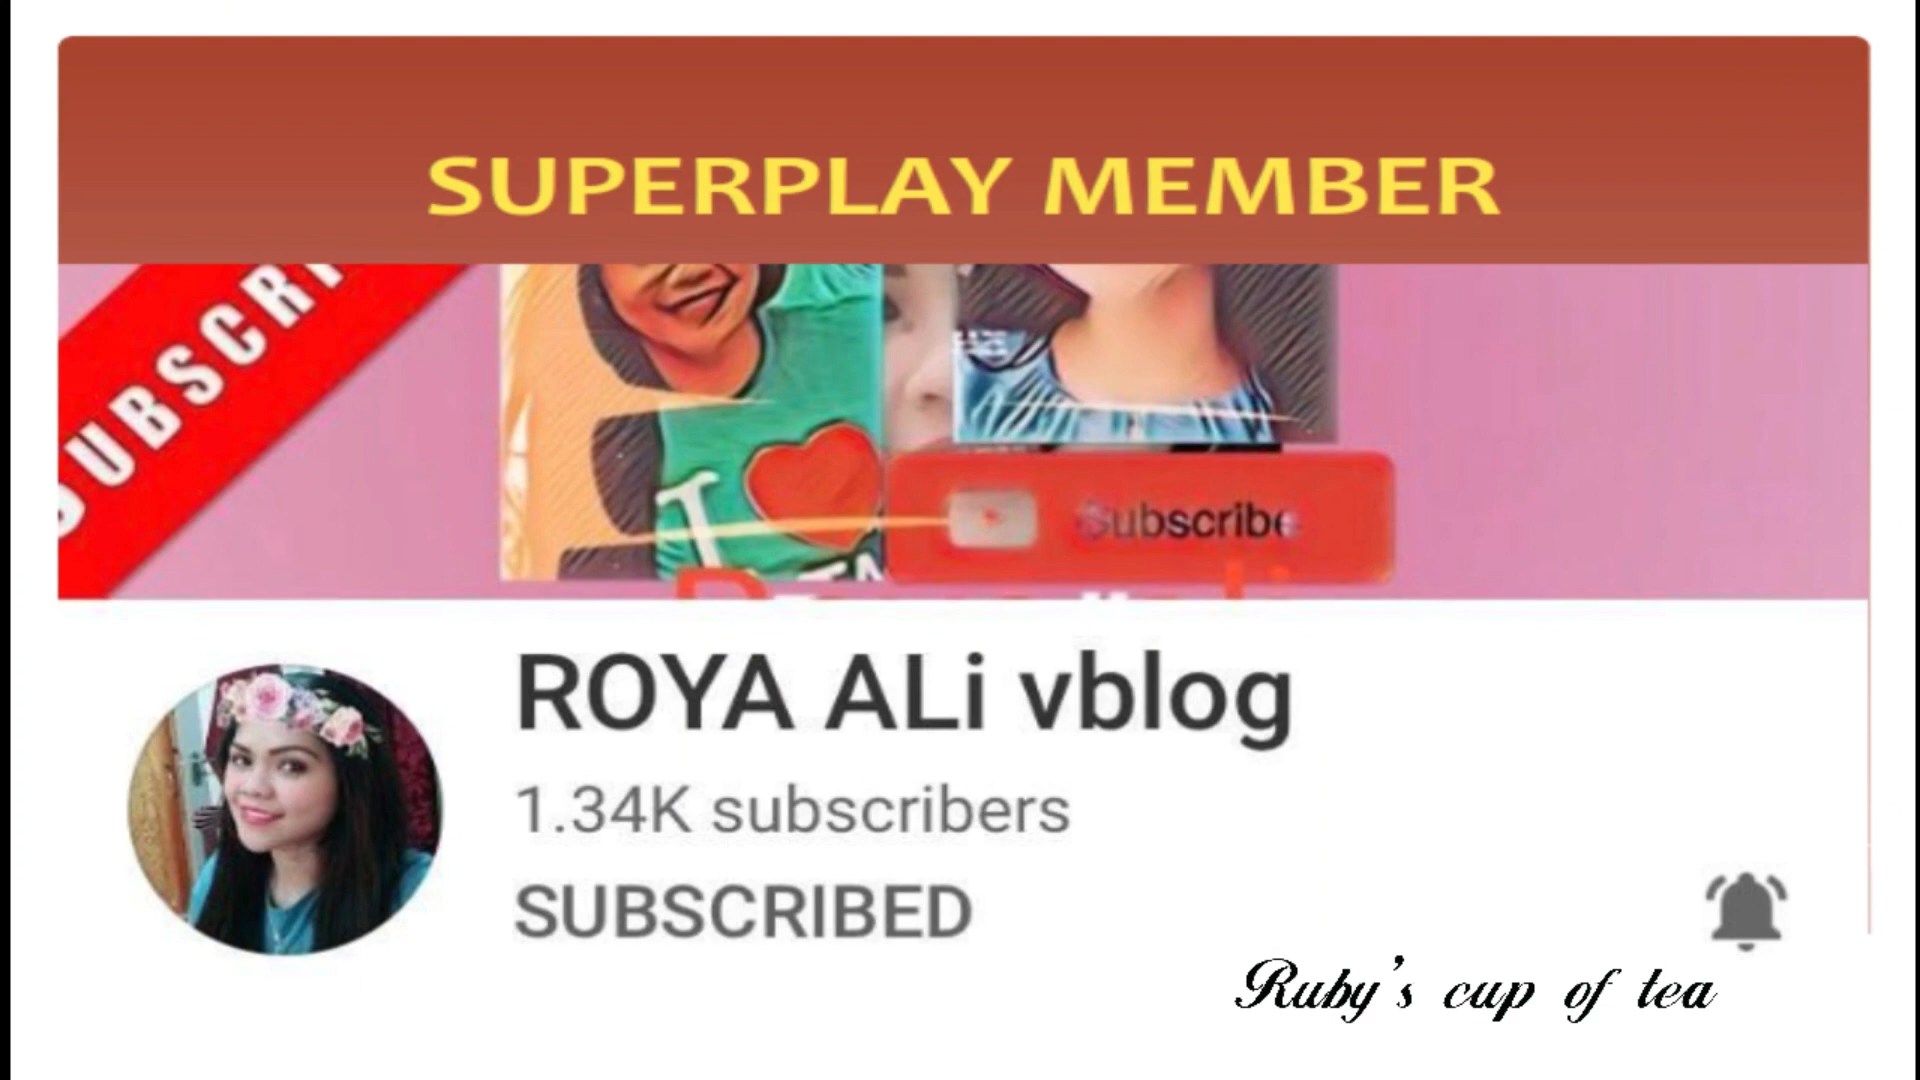 SUPERPLAY MEMBER
SUBSCRI
I
Subscribe
ROYA ALi vblog
1.34K subscribers
SUBSCRIBED
Ruby's cup of tea